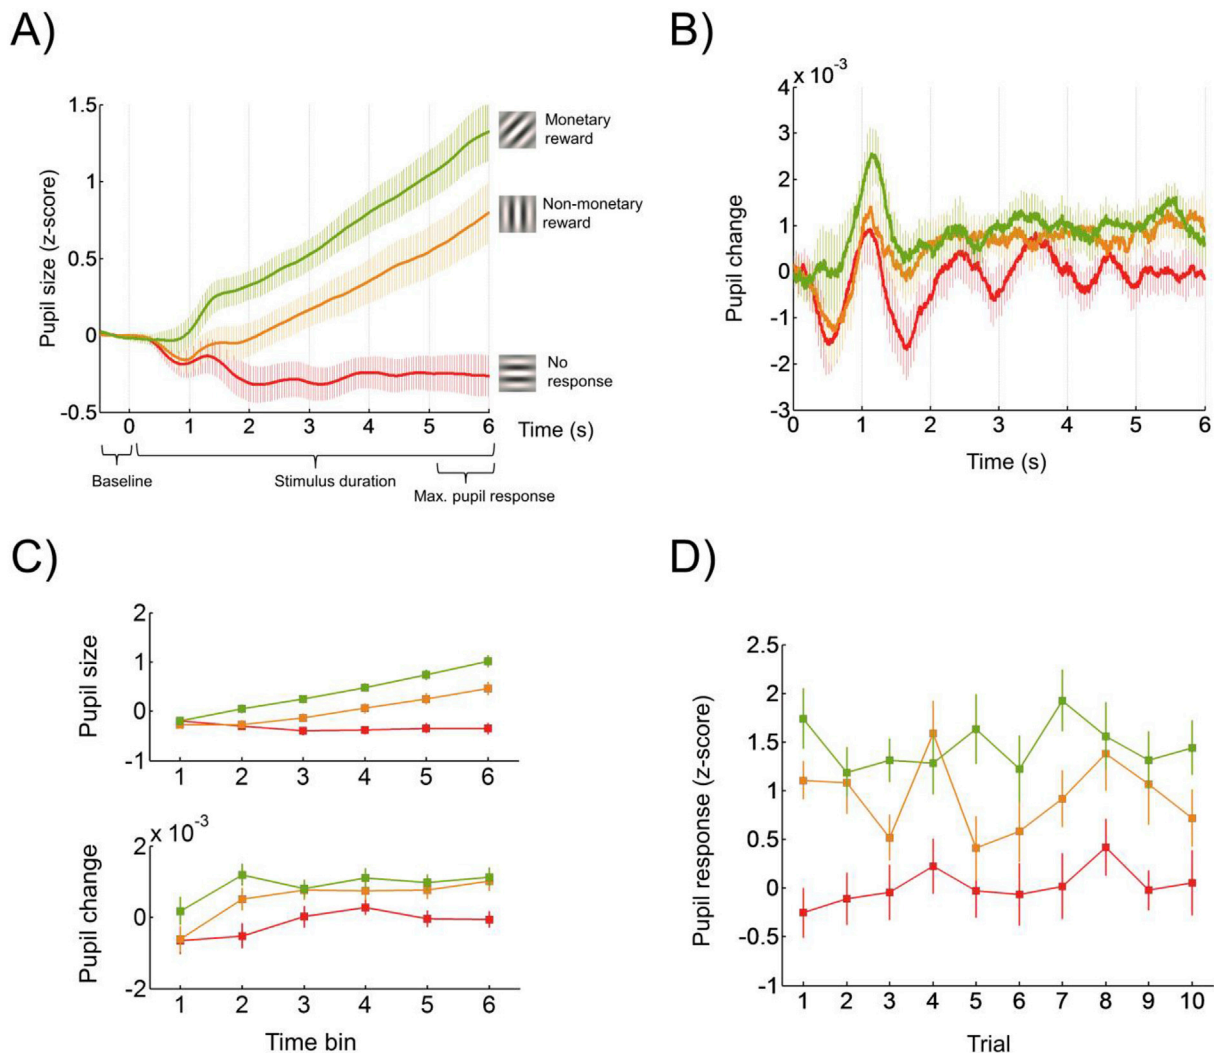 A)
Pupil size (z-score)
1.5
1
0.5
0
-0.5
0 1 2 3 4 5 6 Time (s)
Baseline
Stimulus duration
Max. pupil response
Monetary
reward
Non-monetary
reward
No
response
B)
x 10-3
Pupil change
4
3
2
1
0
-1
-2
-3
0 1 2 3 4 5 6
Time (s)
C)
Pupil size
2
1
0
-1
1 2 3 4 5 6
x 10-3
Pupil change
2
0
-2
1 2 3 4 5 6
Time bin
D)
Pupil response (z-score)
2.5
2
1.5
1
0.5
0
-0.5
-1
1 2 3 4 5 6 7 8 9 10
Trial